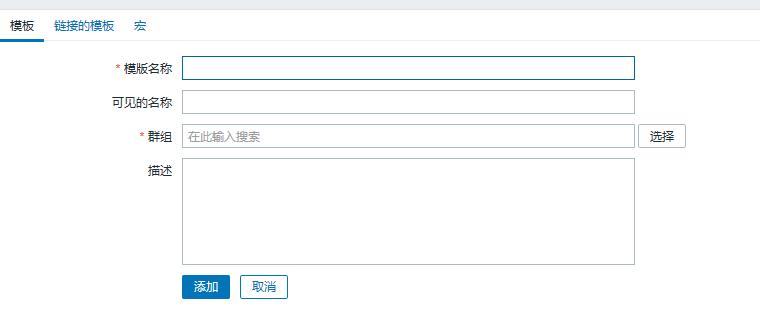 模板 链接的模板 宏
* 模版名称
可见的名称
* 群组 在此输入搜索 选择
描述
添加 取消